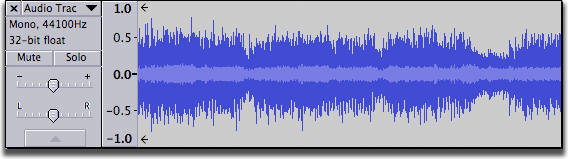 Audio Trac
Mono, 44100Hz
32-bit float
Mute Solo
- +
L R
1.0
0.5
0.0
-0.5
-1.0